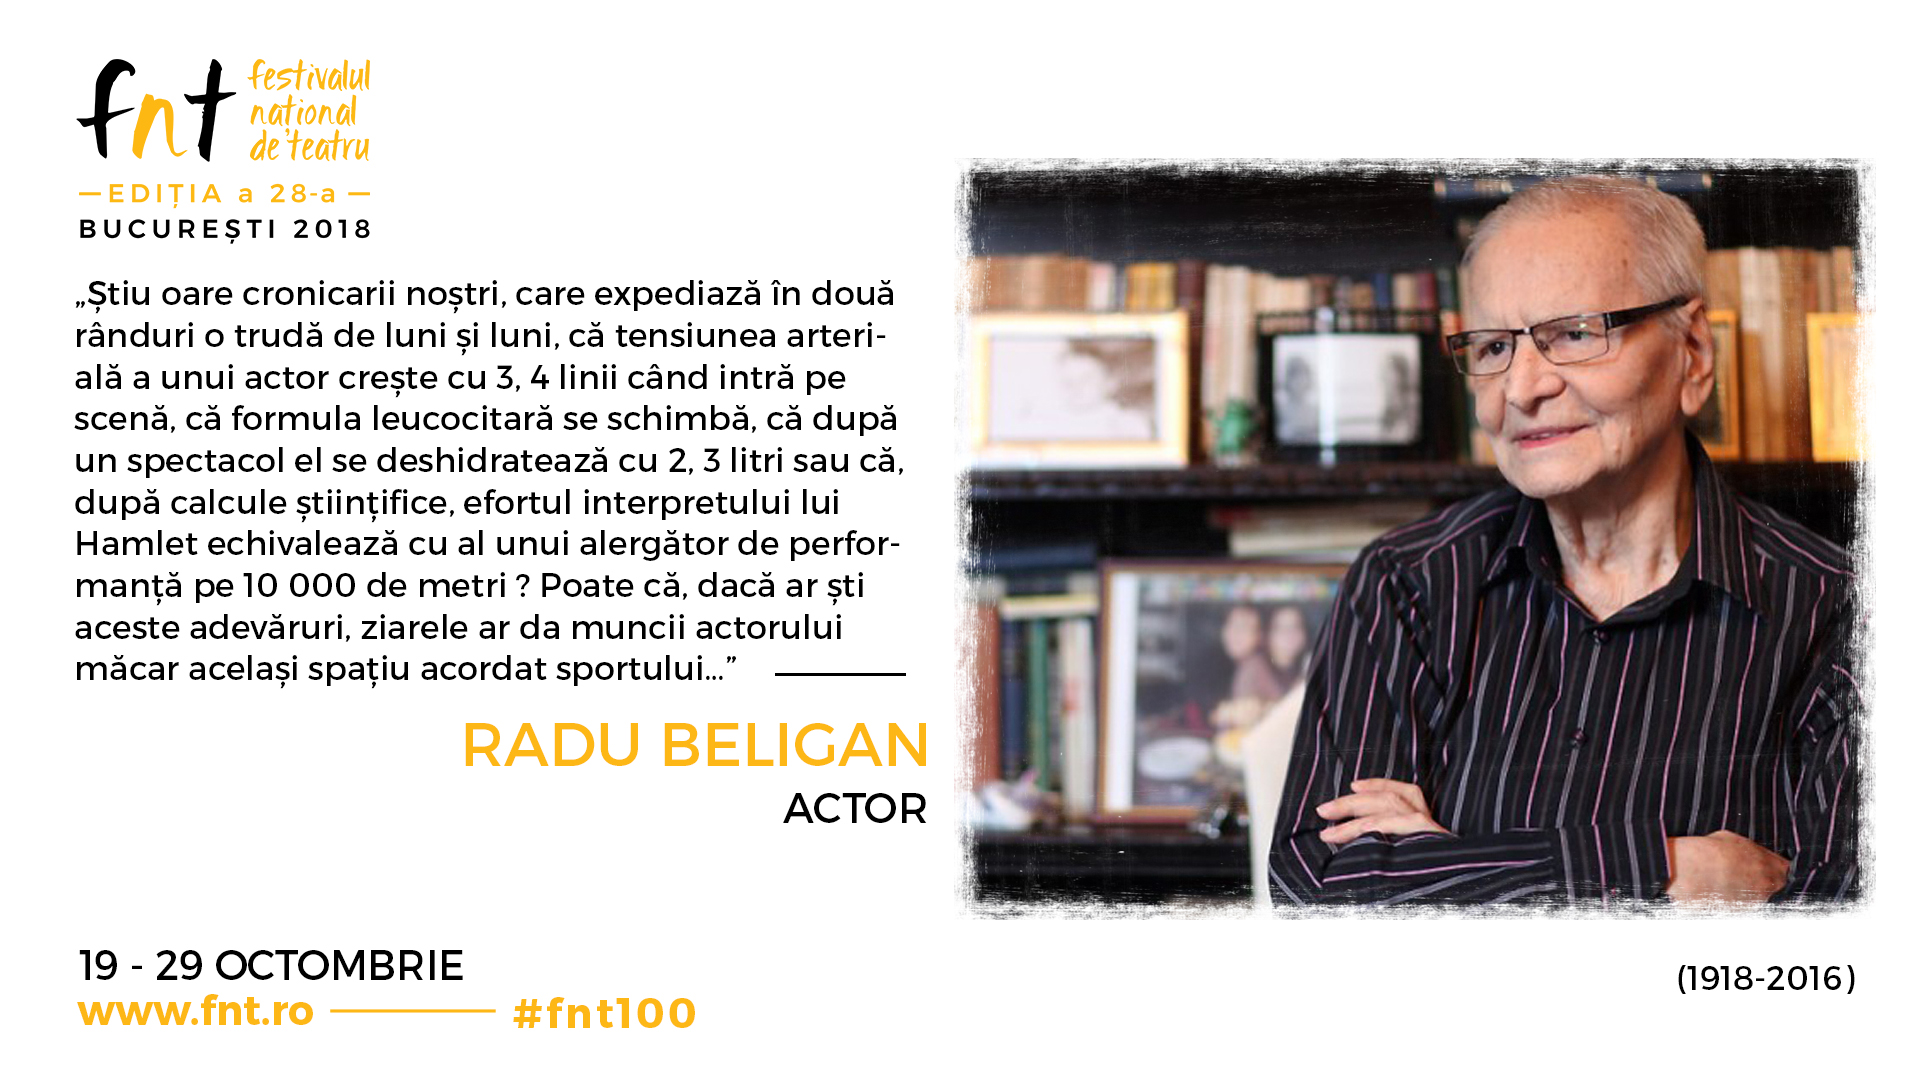 fnt
festivalul
național
de teatru
—EDIȚIA a 28-a—
BUCUREȘTI 2018
„Știu oare cronicarii noștri, care expediază în două
rânduri o trudă de luni și luni, că tensiunea arteri-
ală a unui actor crește cu 3, 4 linii când intră pe
scenă, că formula leucocitară se schimbă, că după
un spectacol el se deshidratează cu 2, 3 litri sau că,
după calcule științifice, efortul interpretului lui
Hamlet echivalează cu al unui alergător de perfor-
manță pe 10 000 de metri ? Poate că, dacă ar ști
aceste adevăruri, ziarele ar da muncii actorului
măcar același spațiu acordat sportului...”
RADU BELIGAN
ACTOR
19 - 29 OCTOMBRIE
www.fnt.ro
#fnt100
(1918-2016)